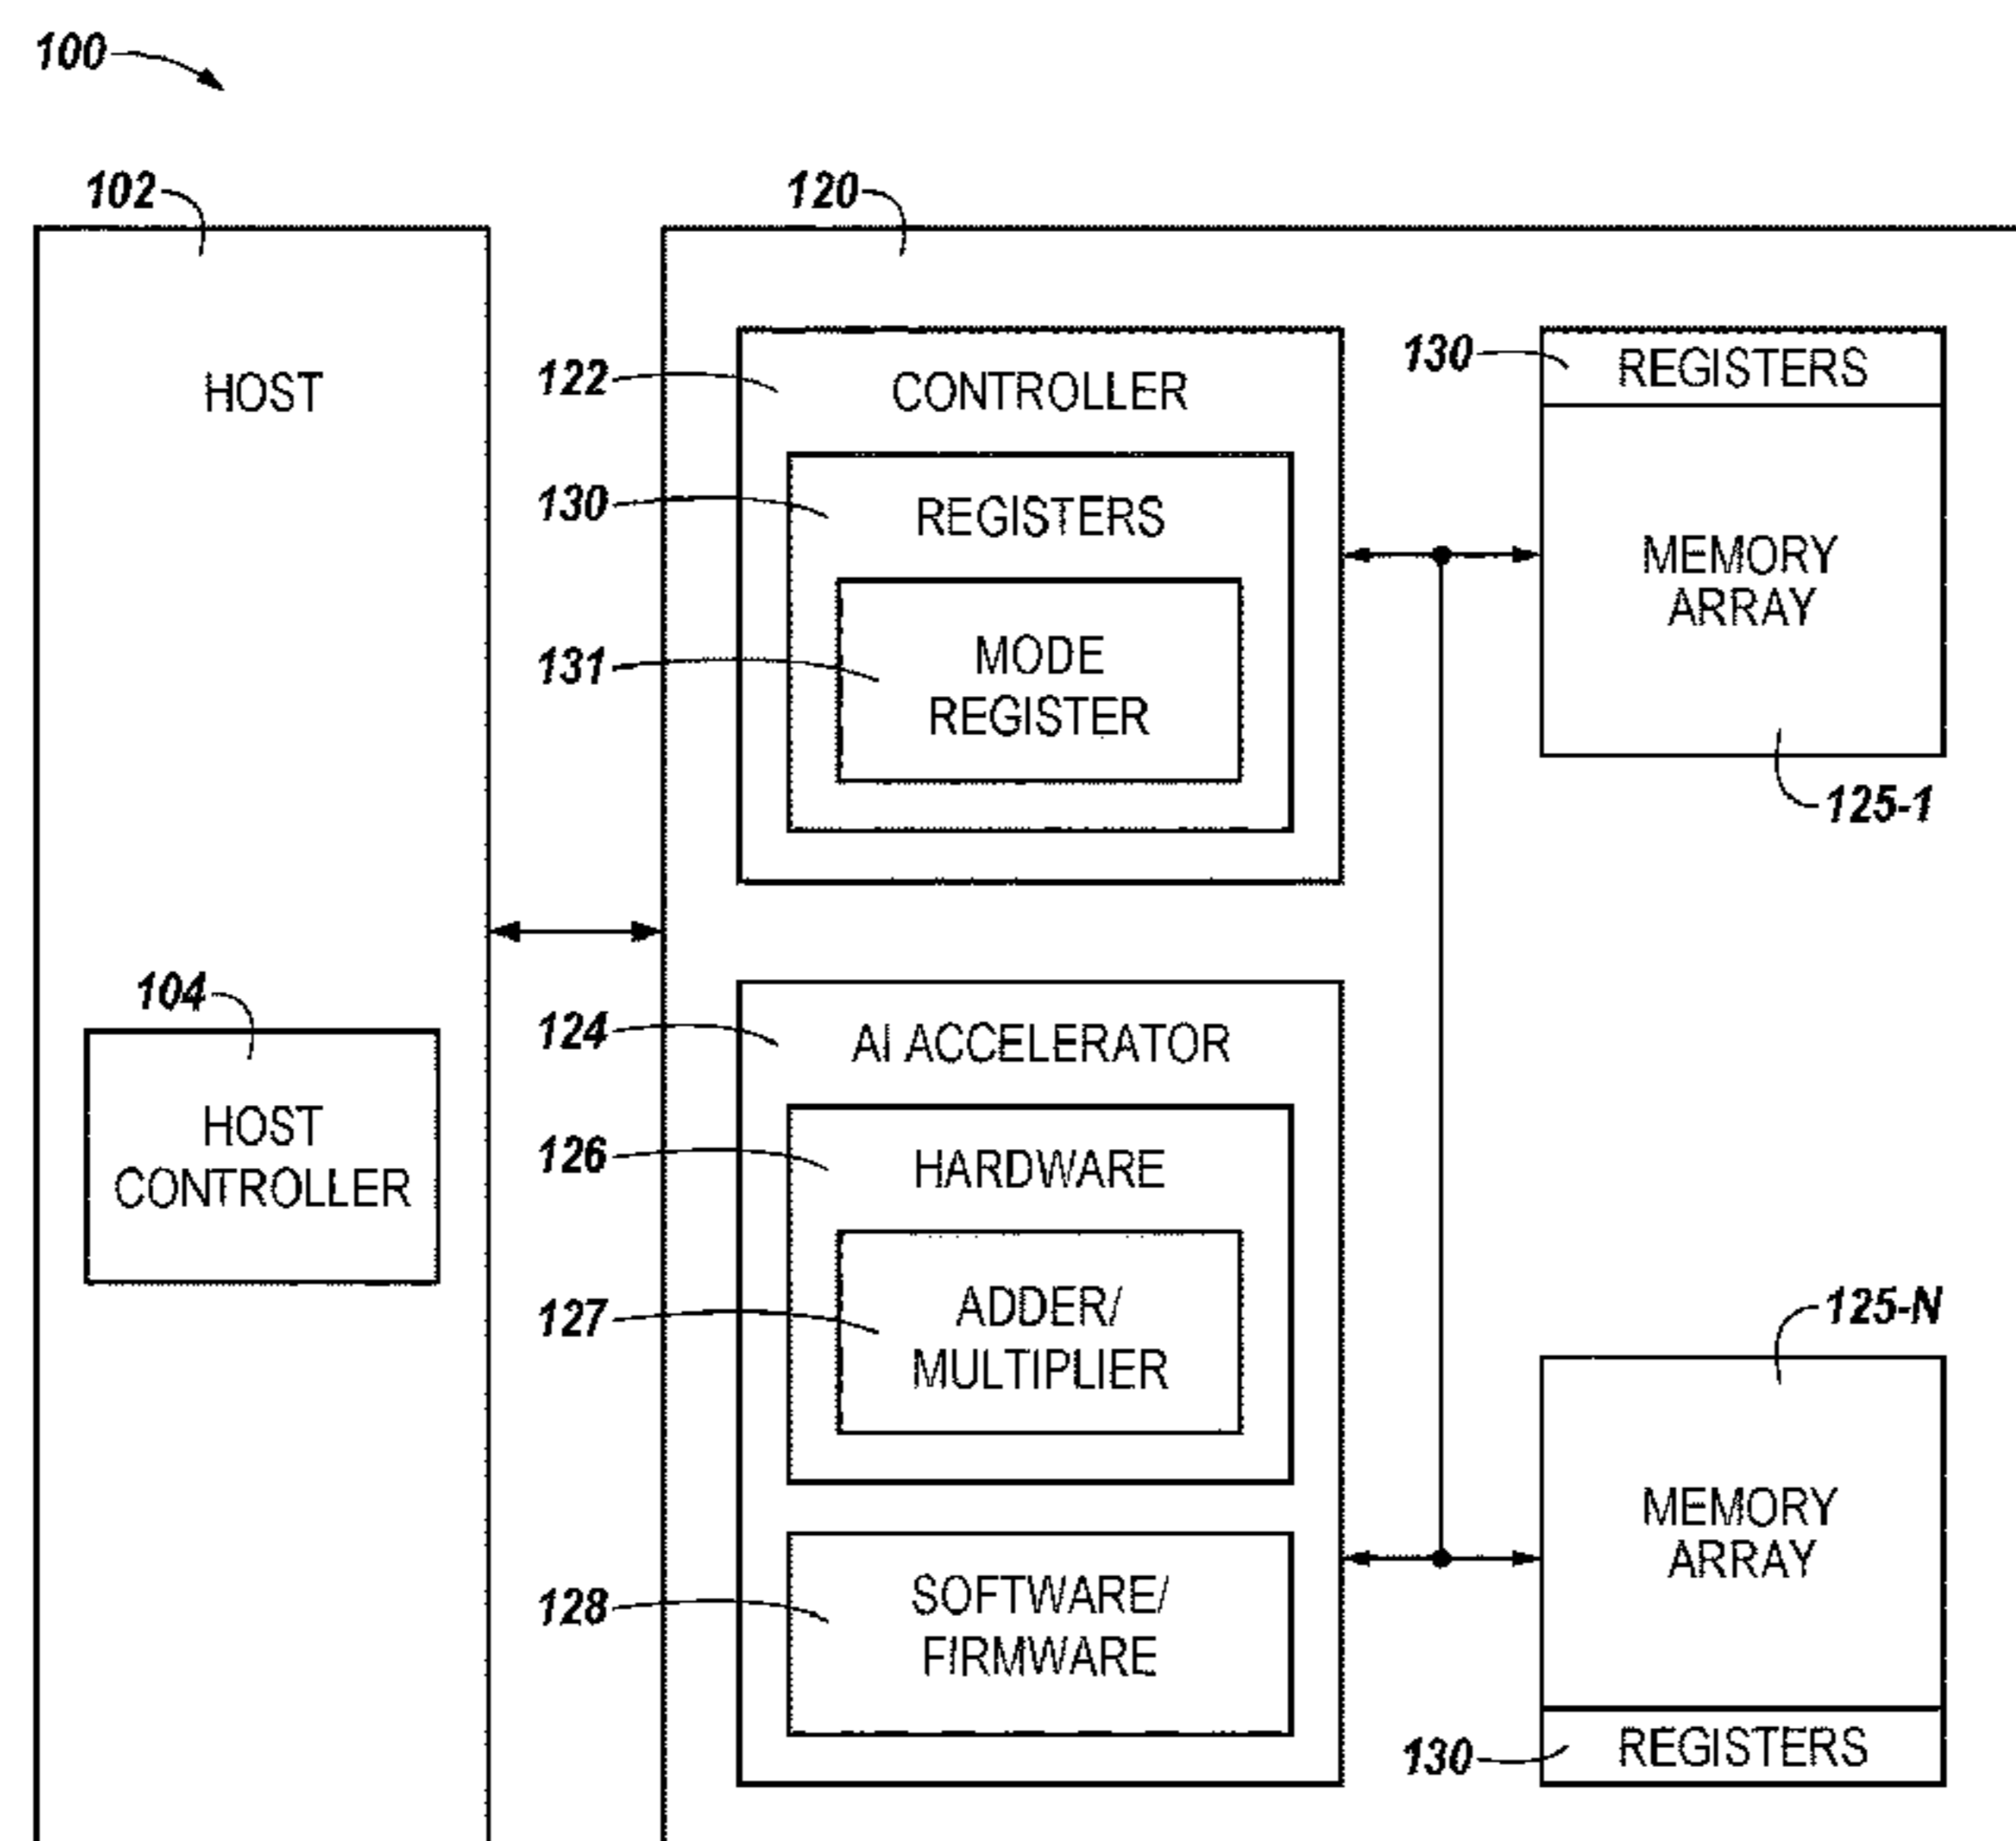 100
102
120
HOST
122
CONTROLLER
130
REGISTERS
131
MODE
REGISTER
130
REGISTERS
MEMORY
ARRAY
125-1
104
HOST
CONTROLLER
124
AI ACCELERATOR
126
HARDWARE
127
ADDER/
MULTIPLIER
128
SOFTWARE/
FIRMWARE
125-N
MEMORY
ARRAY
130
REGISTERS